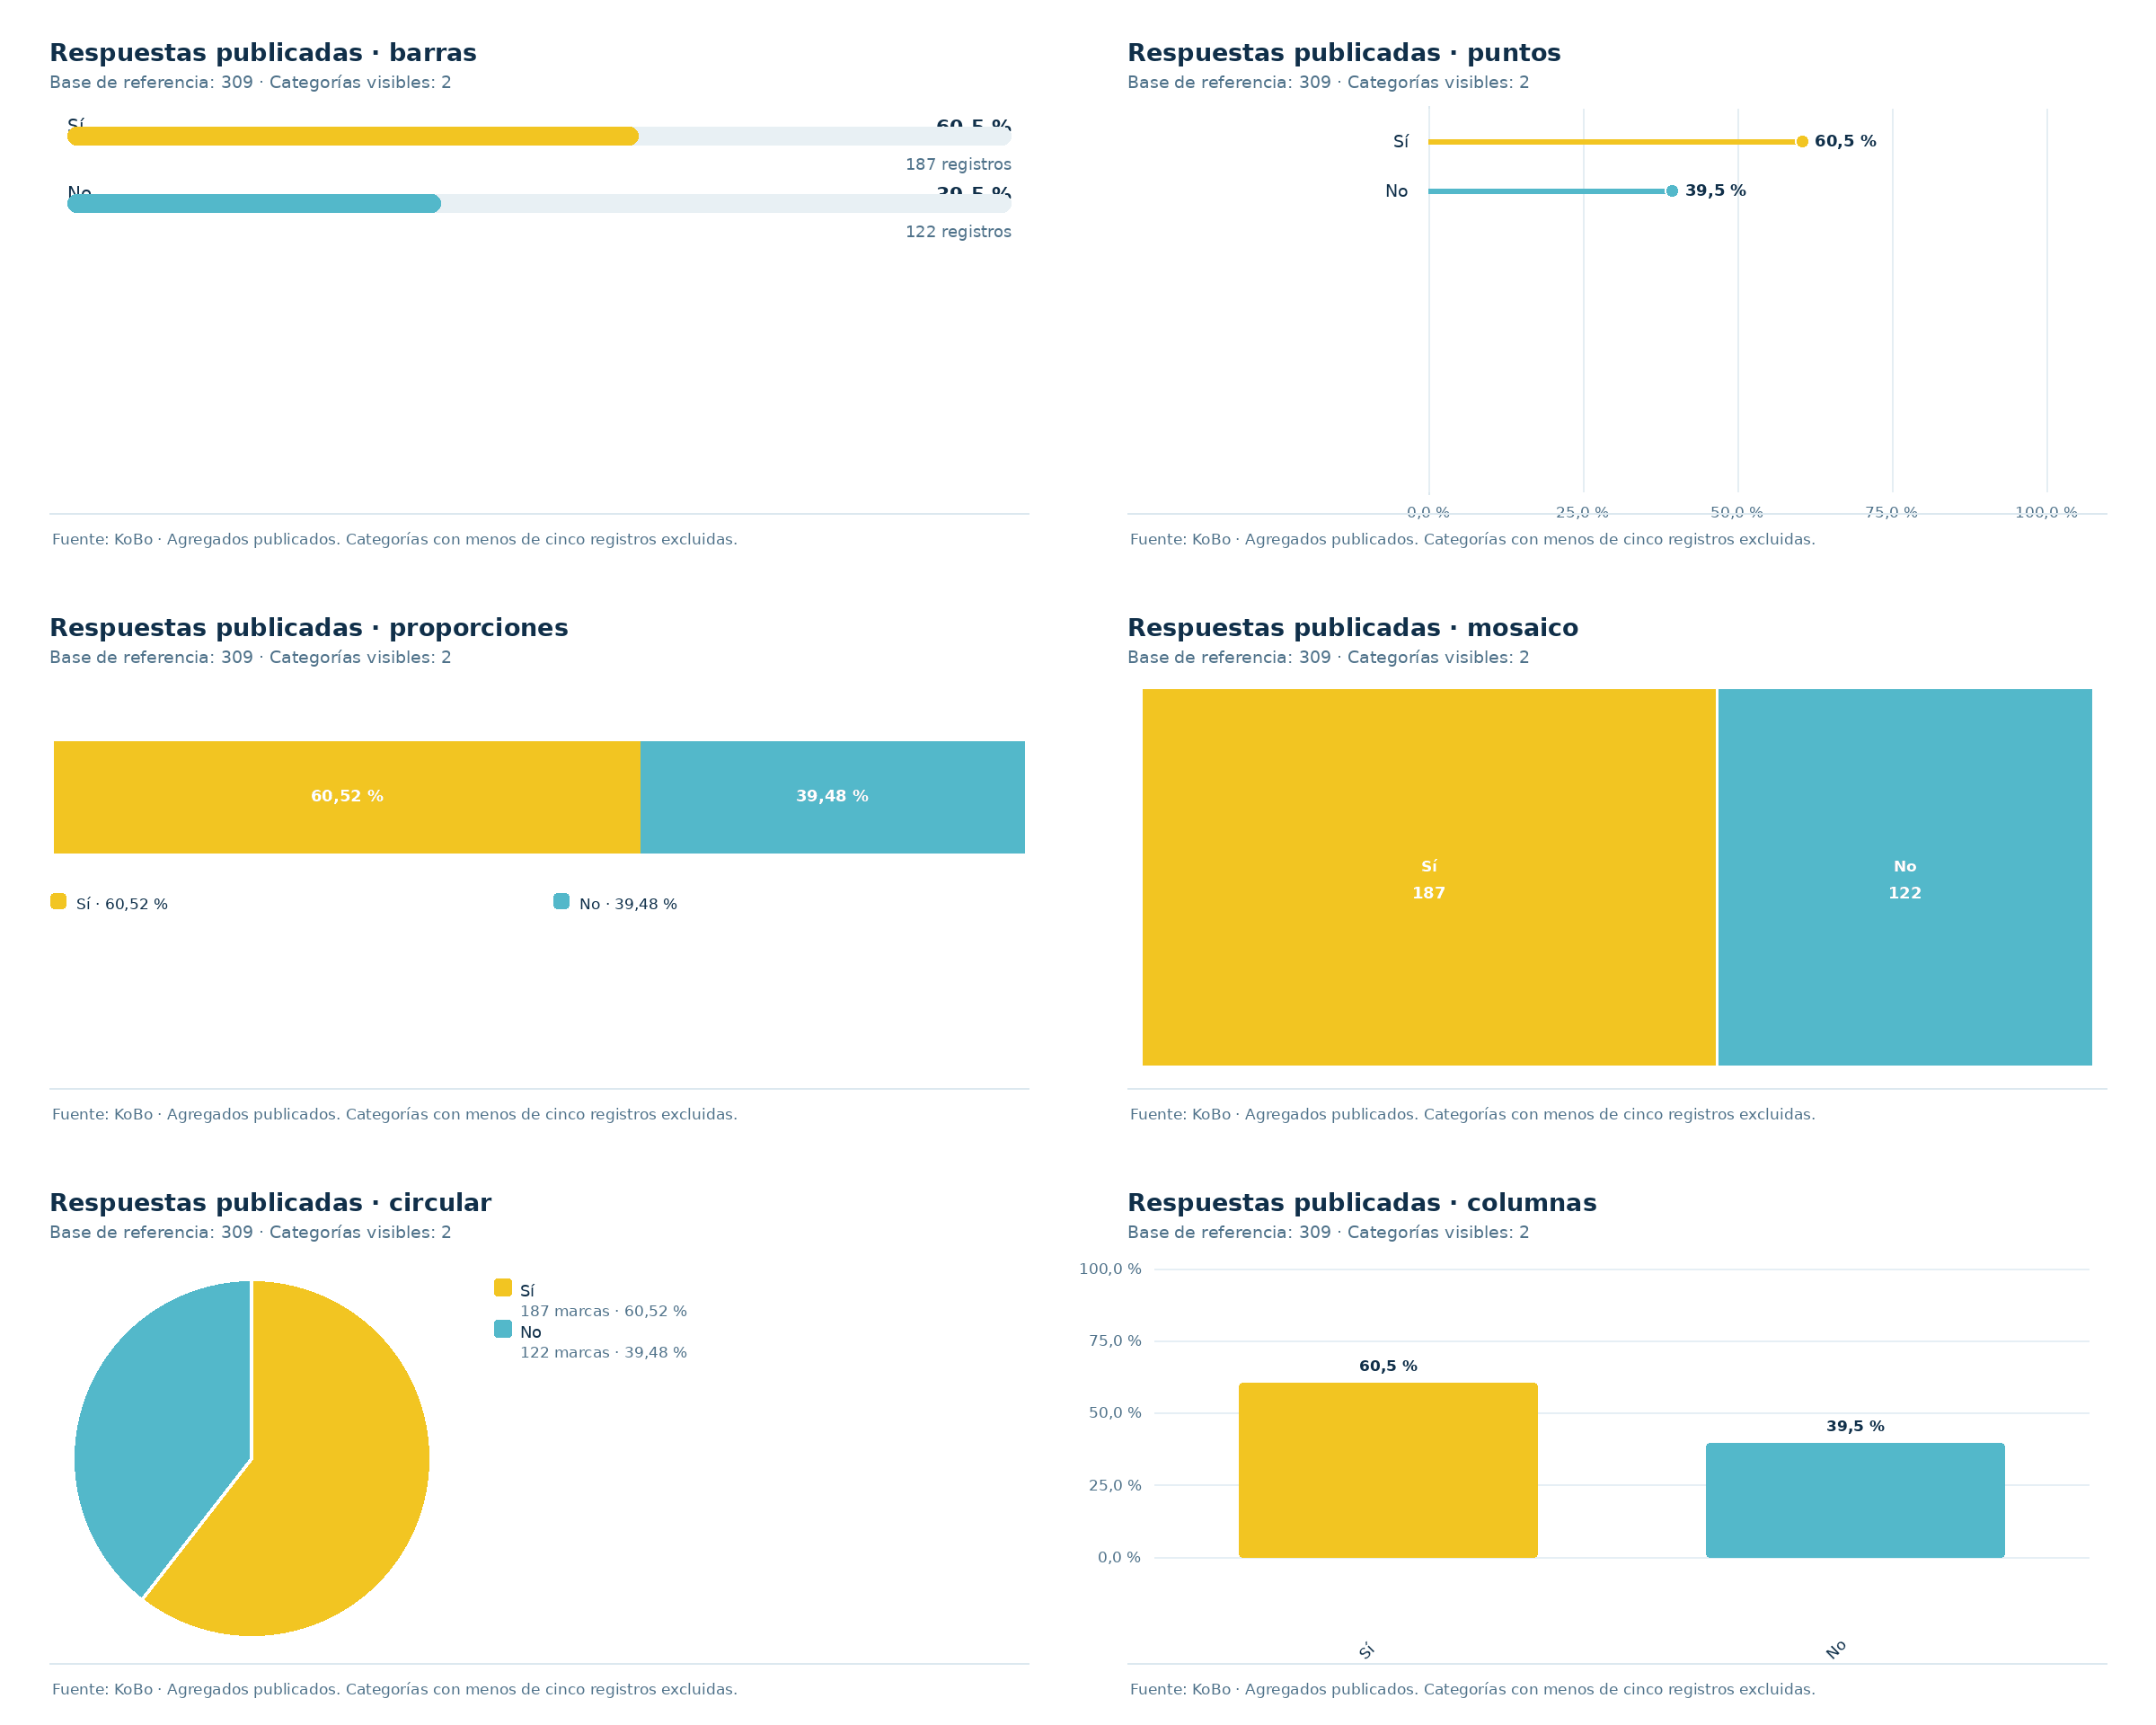 Respuestas publicadas · barras
Base de referencia: 309 · Categorías visibles: 2
Sí
60,5 %
187 registros
No
39,5 %
122 registros
Fuente: KoBo · Agregados publicados. Categorías con menos de cinco registros excluidas.
Respuestas publicadas · puntos
Base de referencia: 309 · Categorías visibles: 2
Sí
60,5 %
No
39,5 %
0,0 %
25,0 %
50,0 %
75,0 %
100,0 %
Fuente: KoBo · Agregados publicados. Categorías con menos de cinco registros excluidas.
Respuestas publicadas · proporciones
Base de referencia: 309 · Categorías visibles: 2
60,52 %
39,48 %
Sí · 60,52 %
No · 39,48 %
Fuente: KoBo · Agregados publicados. Categorías con menos de cinco registros excluidas.
Respuestas publicadas · mosaico
Base de referencia: 309 · Categorías visibles: 2
Sí
187
No
122
Fuente: KoBo · Agregados publicados. Categorías con menos de cinco registros excluidas.
Respuestas publicadas · circular
Base de referencia: 309 · Categorías visibles: 2
Sí
187 marcas · 60,52 %
No
122 marcas · 39,48 %
Fuente: KoBo · Agregados publicados. Categorías con menos de cinco registros excluidas.
Respuestas publicadas · columnas
Base de referencia: 309 · Categorías visibles: 2
100,0 %
75,0 %
50,0 %
25,0 %
0,0 %
60,5 %
39,5 %
Sí
No
Fuente: KoBo · Agregados publicados. Categorías con menos de cinco registros excluidas.